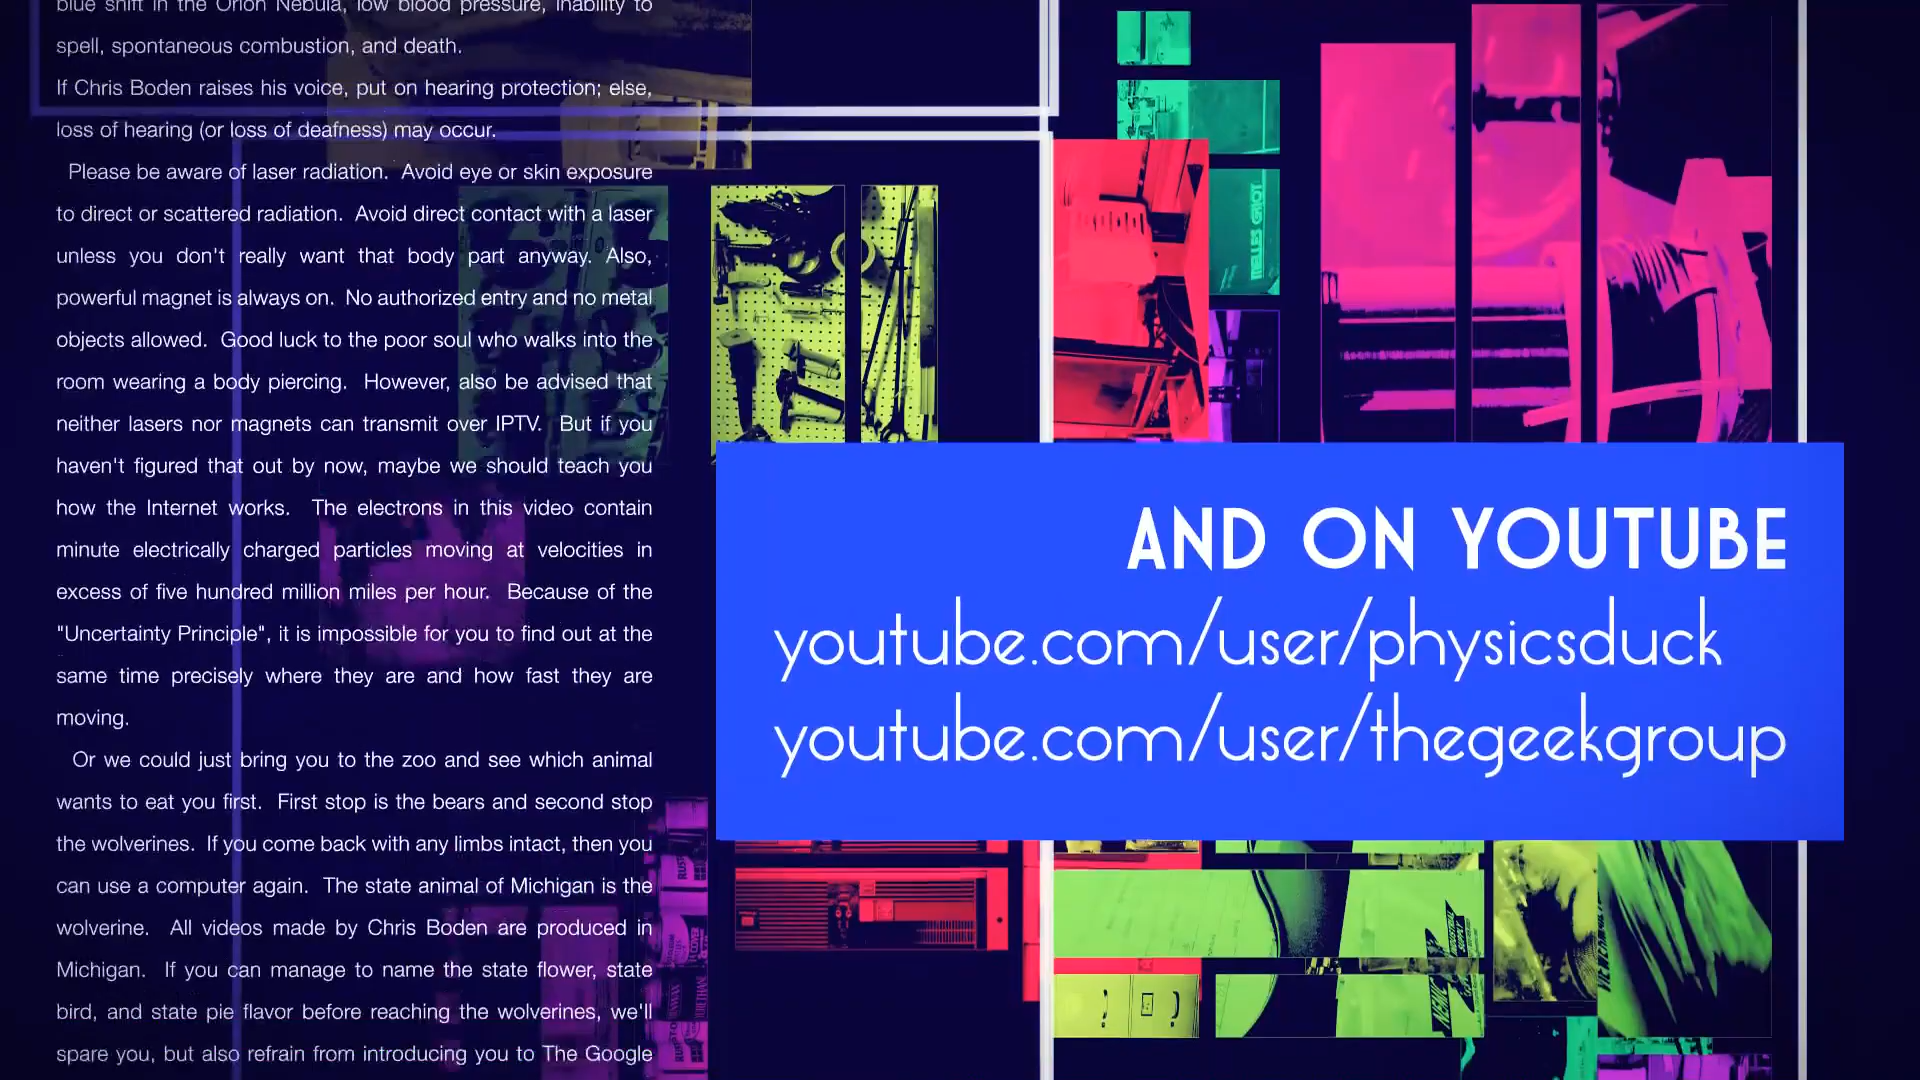 blue shift in the Orion Nebula, low blood pressure, inability to
spell, spontaneous combustion, and death.
If Chris Boden raises his voice, put on hearing protection; else,
loss of hearing (or loss of deafness) may occur.
Please be aware of laser radiation. Avoid eye or skin exposure
to direct or scattered radiation. Avoid direct contact with a laser
unless you don't really want that body part anyway. Also,
powerful magnet is always on. No authorized entry and no metal
objects allowed. Good luck to the poor soul who walks into the
room wearing a body piercing. However, also be advised that
neither lasers nor magnets can transmit over IPTV. But if you
haven't figured that out by now, maybe we should teach you
how the Internet works. The electrons in this video contain
minute electrically charged particles moving at velocities in
excess of five hundred million miles per hour. Because of the
"Uncertainty Principle", it is impossible for you to find out at the
same time precisely where they are and how fast they are
moving.
Or we could just bring you to the zoo and see which animal
wants to eat you first. First stop is the bears and second stop
the wolverines. If you come back with any limbs intact, then you
can use a computer again. The state animal of Michigan is the
wolverine. All videos made by Chris Boden are produced in
Michigan. If you can manage to name the state flower, state
bird, and state pie flavor before reaching the wolverines, we'll
spare you, but also refrain from introducing you to The Google
MELLES GRIOT
AND ON YOUTUBE
youtube.com/user/physicsduck
youtube.com/user/thegeekgroup